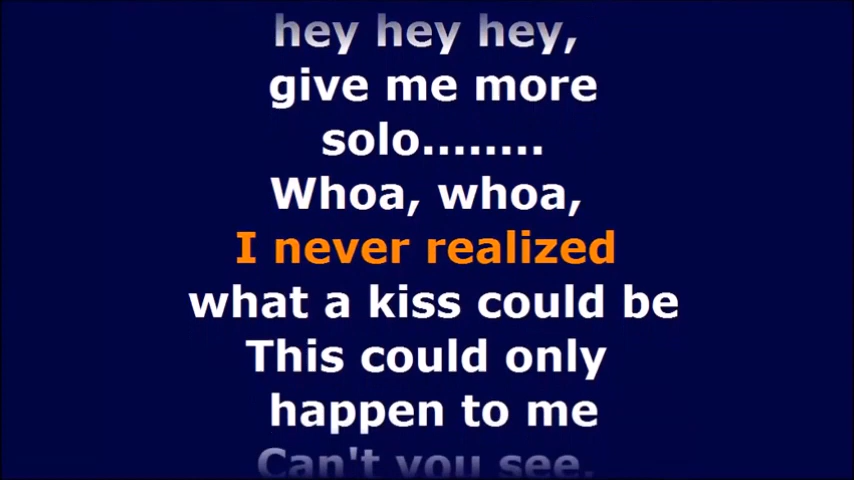 hey hey hey,
give me more
solo........
Whoa, whoa,
I never realized
what a kiss could be
This could only
happen to me
Can't you see,